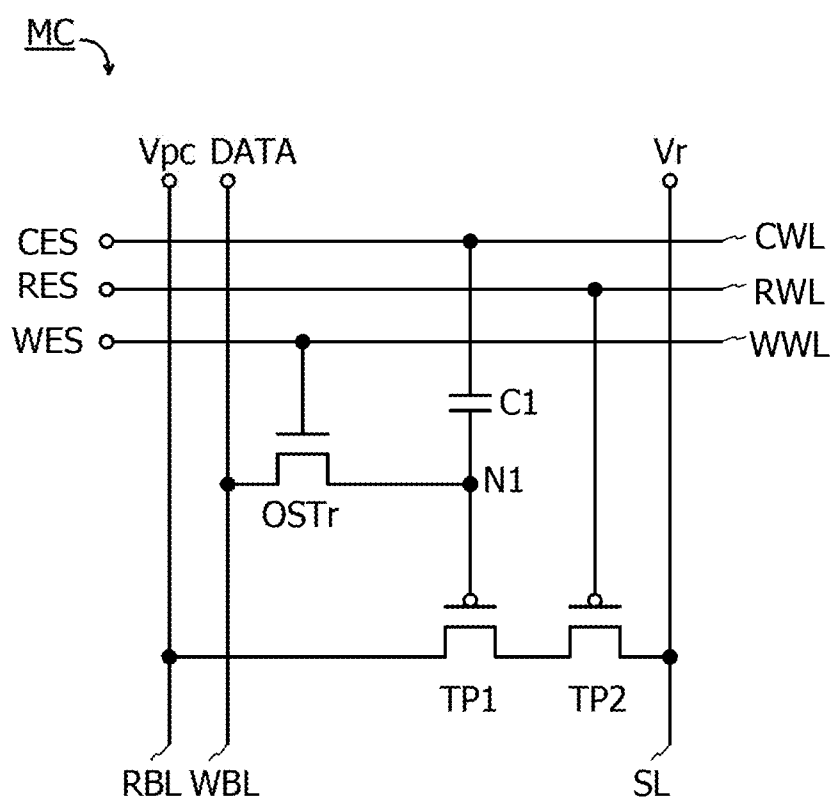 MC
Vpc DATA Vr
CES CWL
RES RWL
WES WWL
C1
N1
OSTr
TP1 TP2
RBL WBL SL